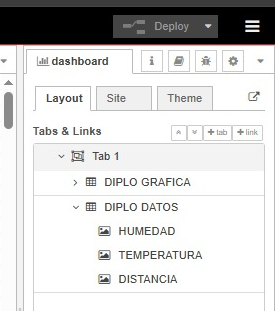 Deploy
dashboard
i
Layout
Site
Theme
Tabs & Links
+tab
+link
Tab 1
DIPLO GRAFICA
DIPLO DATOS
HUMEDAD
TEMPERATURA
DISTANCIA